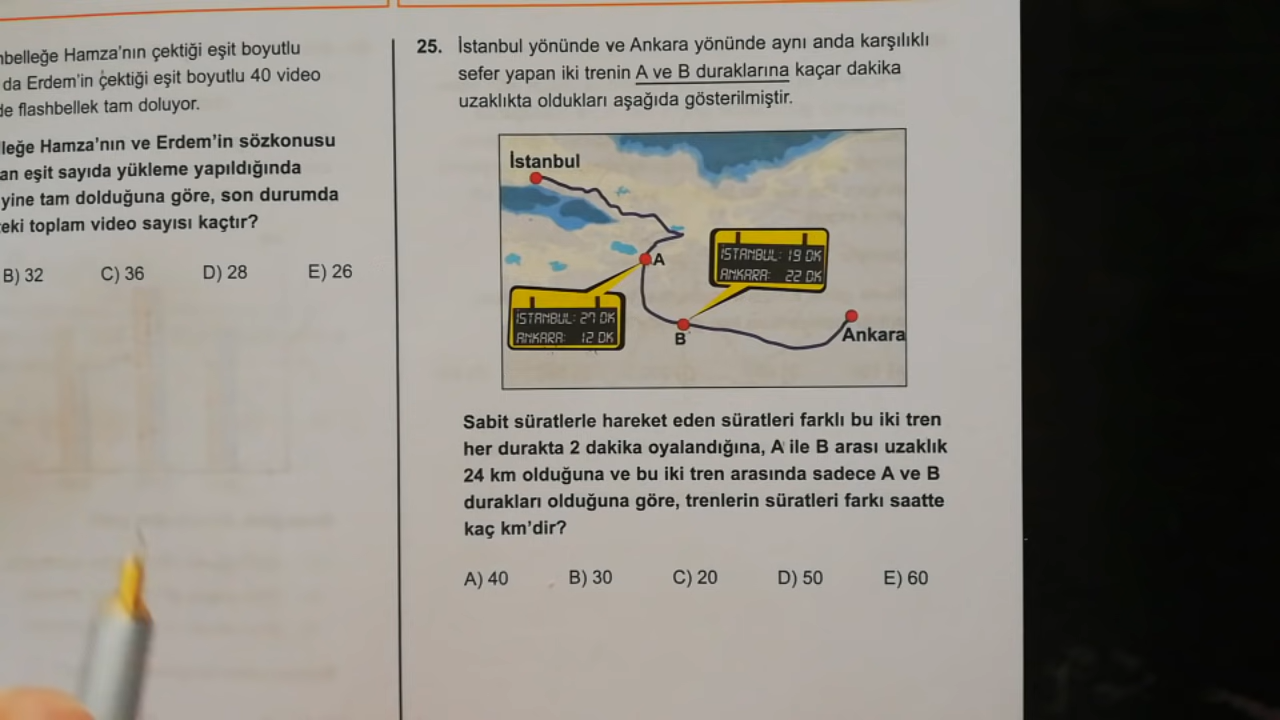 belleğe Hamza'nın çektiği eşit boyutlu
da Erdem'in çektiği eşit boyutlu 40 video
de flashbellek tam doluyor.
leğe Hamza'nın ve Erdem'in sözkonusu
an eşit sayıda yükleme yapıldığında
yine tam dolduğuna göre, son durumda
eki toplam video sayısı kaçtır?
B) 32 C) 36 D) 28 E) 26
25. İstanbul yönünde ve Ankara yönünde aynı anda karşılıklı
sefer yapan iki trenin A ve B duraklarına kaçar dakika
uzaklıkta oldukları aşağıda gösterilmiştir.
İstanbul
A
İSTANBUL: 19 DK
ANKARA: 22 DK
İSTANBUL: 27 DK
ANKARA: 12 DK
B
Ankara
Sabit süratlerle hareket eden süratleri farklı bu iki tren
her durakta 2 dakika oyalandığına, A ile B arası uzaklık
24 km olduğuna ve bu iki tren arasında sadece A ve B
durakları olduğuna göre, trenlerin süratleri farkı saatte
kaç km'dir?
A) 40 B) 30 C) 20 D) 50 E) 60